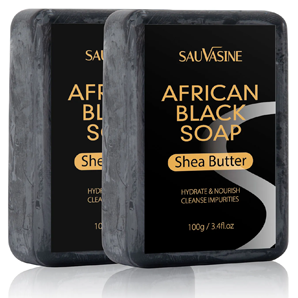 SAUVASINE
AFRICAN
BLACK
SOAP
Shea Butter
HYDRATE & NOURISH
CLEANSE IMPURITIES
100g / 3.4fl.oz